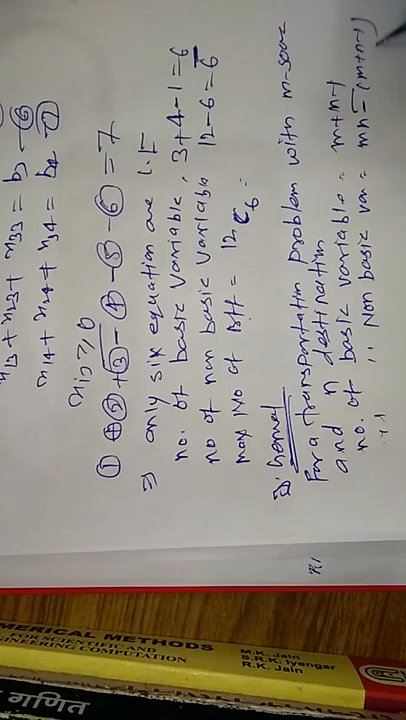 x13 + x23 + x33 = b3 — ⑥
x14 + x24 + x34 = b4 — ⑦
xij ≥ 0
① + ② + ③ - ④ - ⑤ - ⑥ = 7
⇒ only six equation are L.I
no. of basic variable, 3+4-1 = 6
no of non basic variable 12-6 = 6
max No of = 12C6
⇒ General
For a transportation problem with m-source
and n destination
no. of basic variable = m+n-1
,, Non basic var = mn - (m+n-1)
NUMERICAL METHODS
FOR SCIENTIFIC AND
ENGINEERING COMPUTATION
M.K. Jain
S.R.K. Iyengar
R.K. Jain
गणित